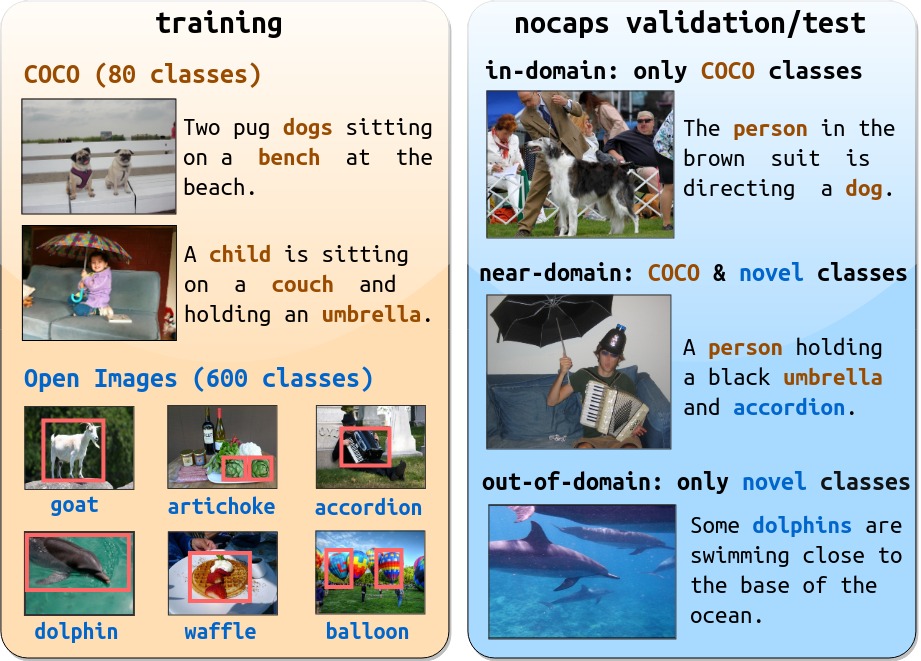 training
COCO (80 classes)
Two pug dogs sitting
on a bench at the
beach.
A child is sitting
on a couch and
holding an umbrella.
Open Images (600 classes)
goat
artichoke
accordion
dolphin
waffle
balloon
nocaps validation/test
in-domain: only COCO classes
The person in the
brown suit is
directing a dog.
near-domain: COCO & novel classes
A person holding
a black umbrella
and accordion.
out-of-domain: only novel classes
Some dolphins are
swimming close to
the base of the
ocean.